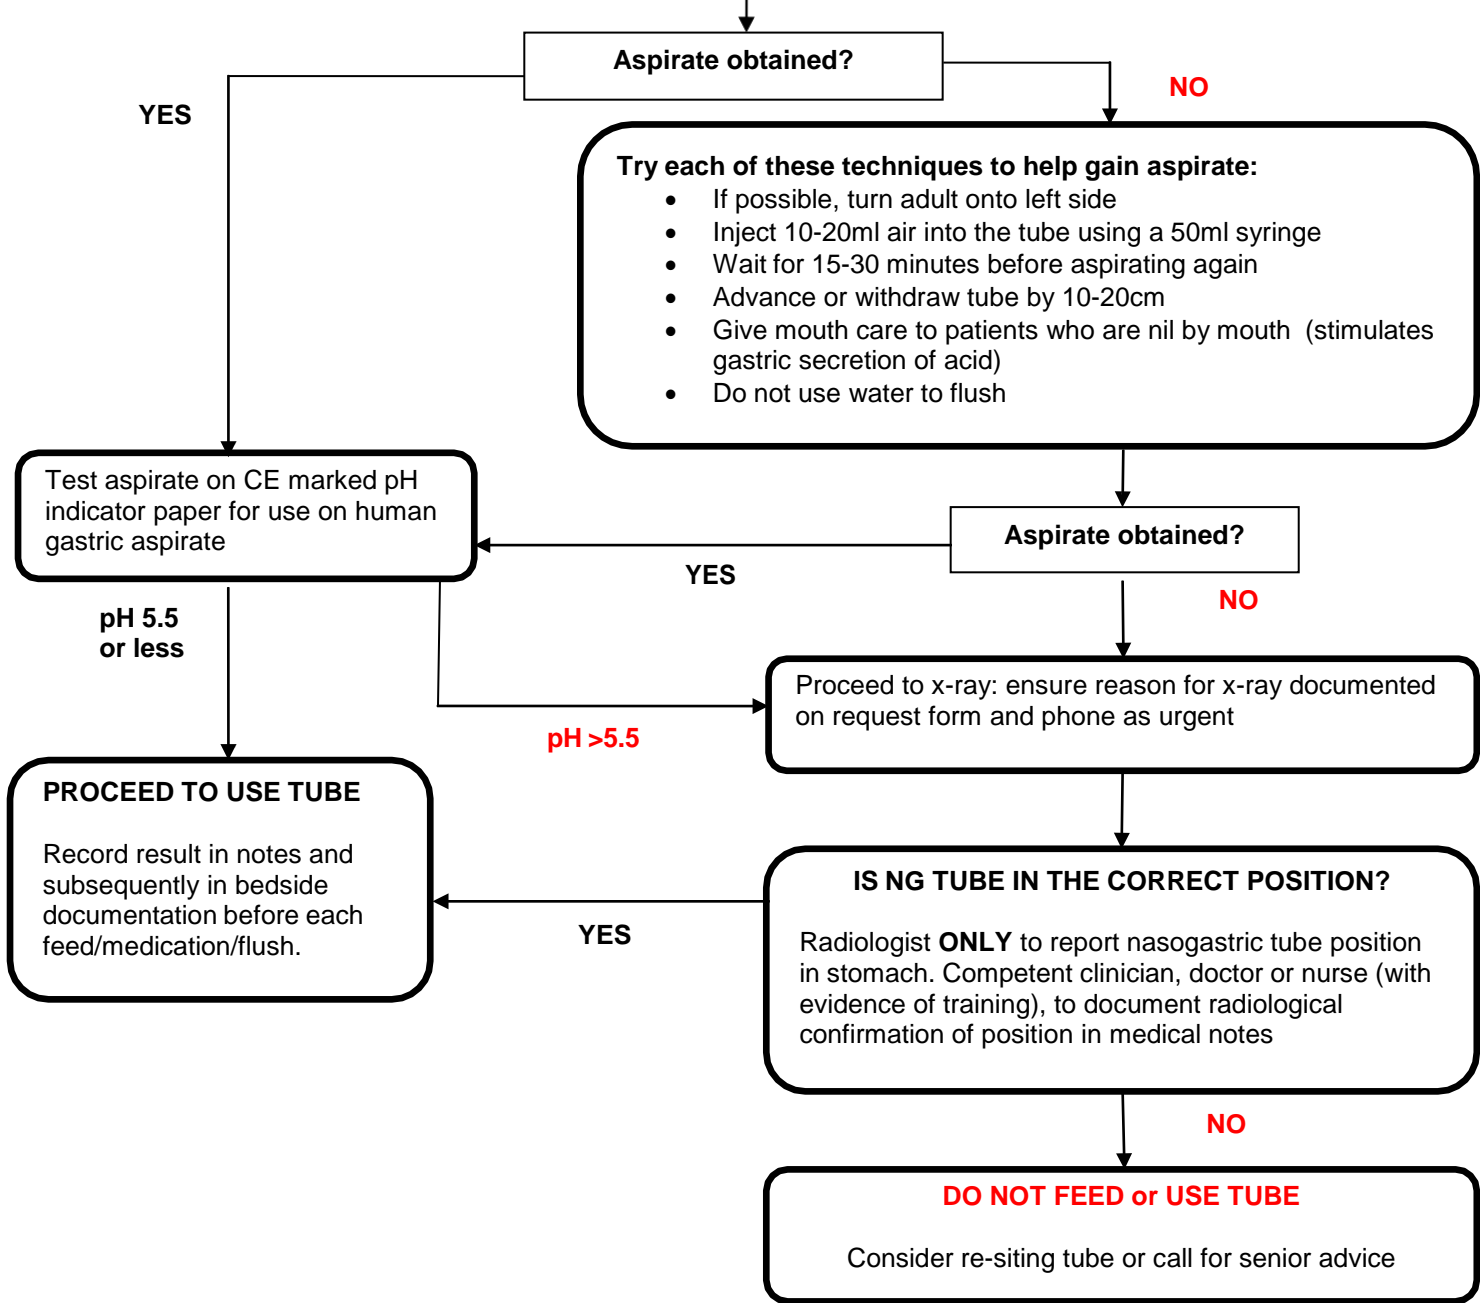 Aspirate obtained?
YES
NO
Try each of these techniques to help gain aspirate:
• If possible, turn adult onto left side
• Inject 10-20ml air into the tube using a 50ml syringe
• Wait for 15-30 minutes before aspirating again
• Advance or withdraw tube by 10-20cm
• Give mouth care to patients who are nil by mouth (stimulates
gastric secretion of acid)
• Do not use water to flush
Test aspirate on CE marked pH
indicator paper for use on human
gastric aspirate
Aspirate obtained?
YES
NO
pH 5.5
or less
pH >5.5
Proceed to x-ray: ensure reason for x-ray documented
on request form and phone as urgent
PROCEED TO USE TUBE
Record result in notes and
subsequently in bedside
documentation before each
feed/medication/flush.
YES
IS NG TUBE IN THE CORRECT POSITION?
Radiologist ONLY to report nasogastric tube position
in stomach. Competent clinician, doctor or nurse (with
evidence of training), to document radiological
confirmation of position in medical notes
NO
DO NOT FEED or USE TUBE
Consider re-siting tube or call for senior advice